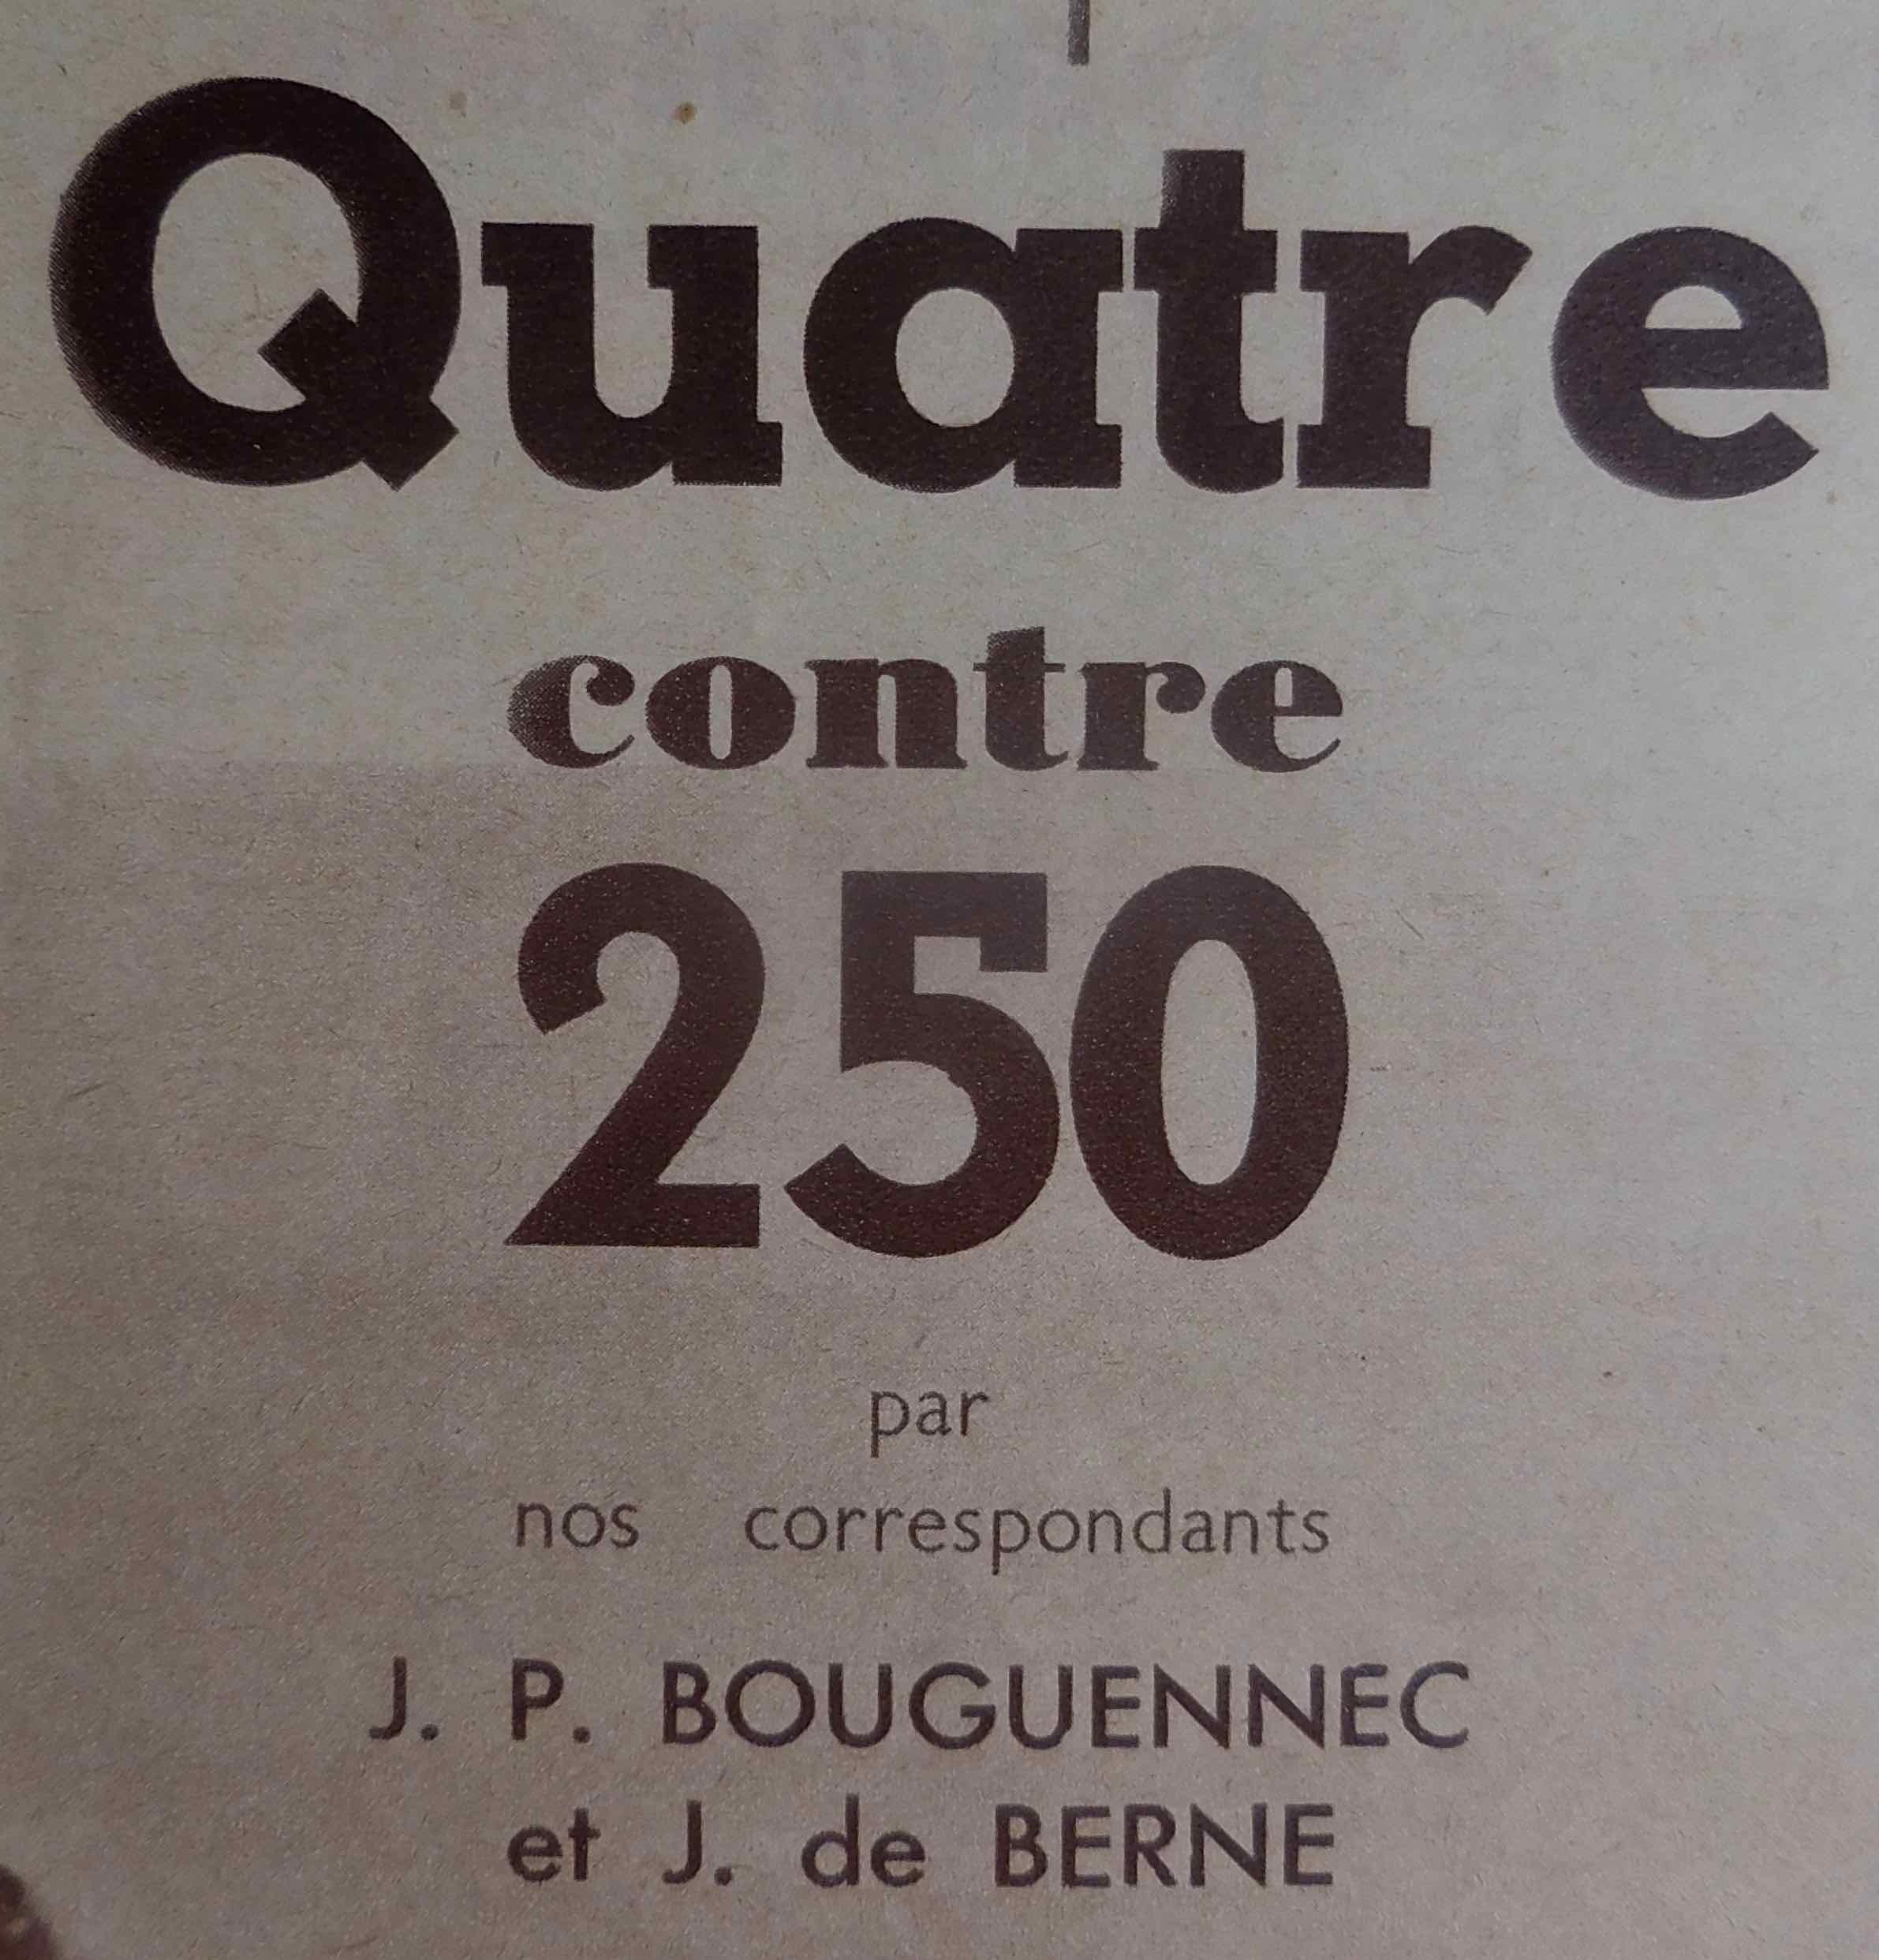 Quatre
contre
250
par
nos correspondants
J. P. BOUGUENNEC
et J. de BERNE